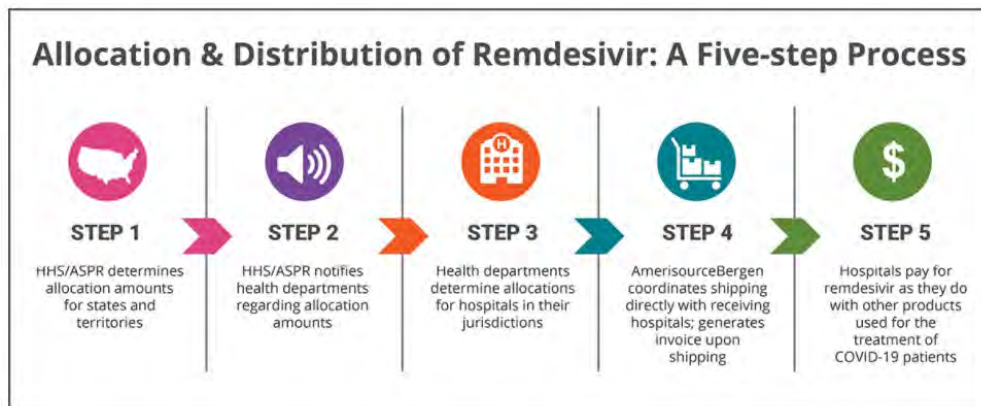 Allocation & Distribution of Remdesivir: A Five-step Process
H
$
STEP 1
STEP 2
STEP 3
STEP 4
STEP 5
HHS/ASPR determines
allocation amounts
for states and
territories
HHS/ASPR notifies
health departments
regarding allocation
amounts
Health departments
determine allocations
for hospitals in their
jurisdictions
AmerisourceBergen
coordinates shipping
directly with receiving
hospitals; generates
invoice upon
shipping
Hospitals pay for
remdesivir as they do
with other products
used for the
treatment of
COVID-19 patients